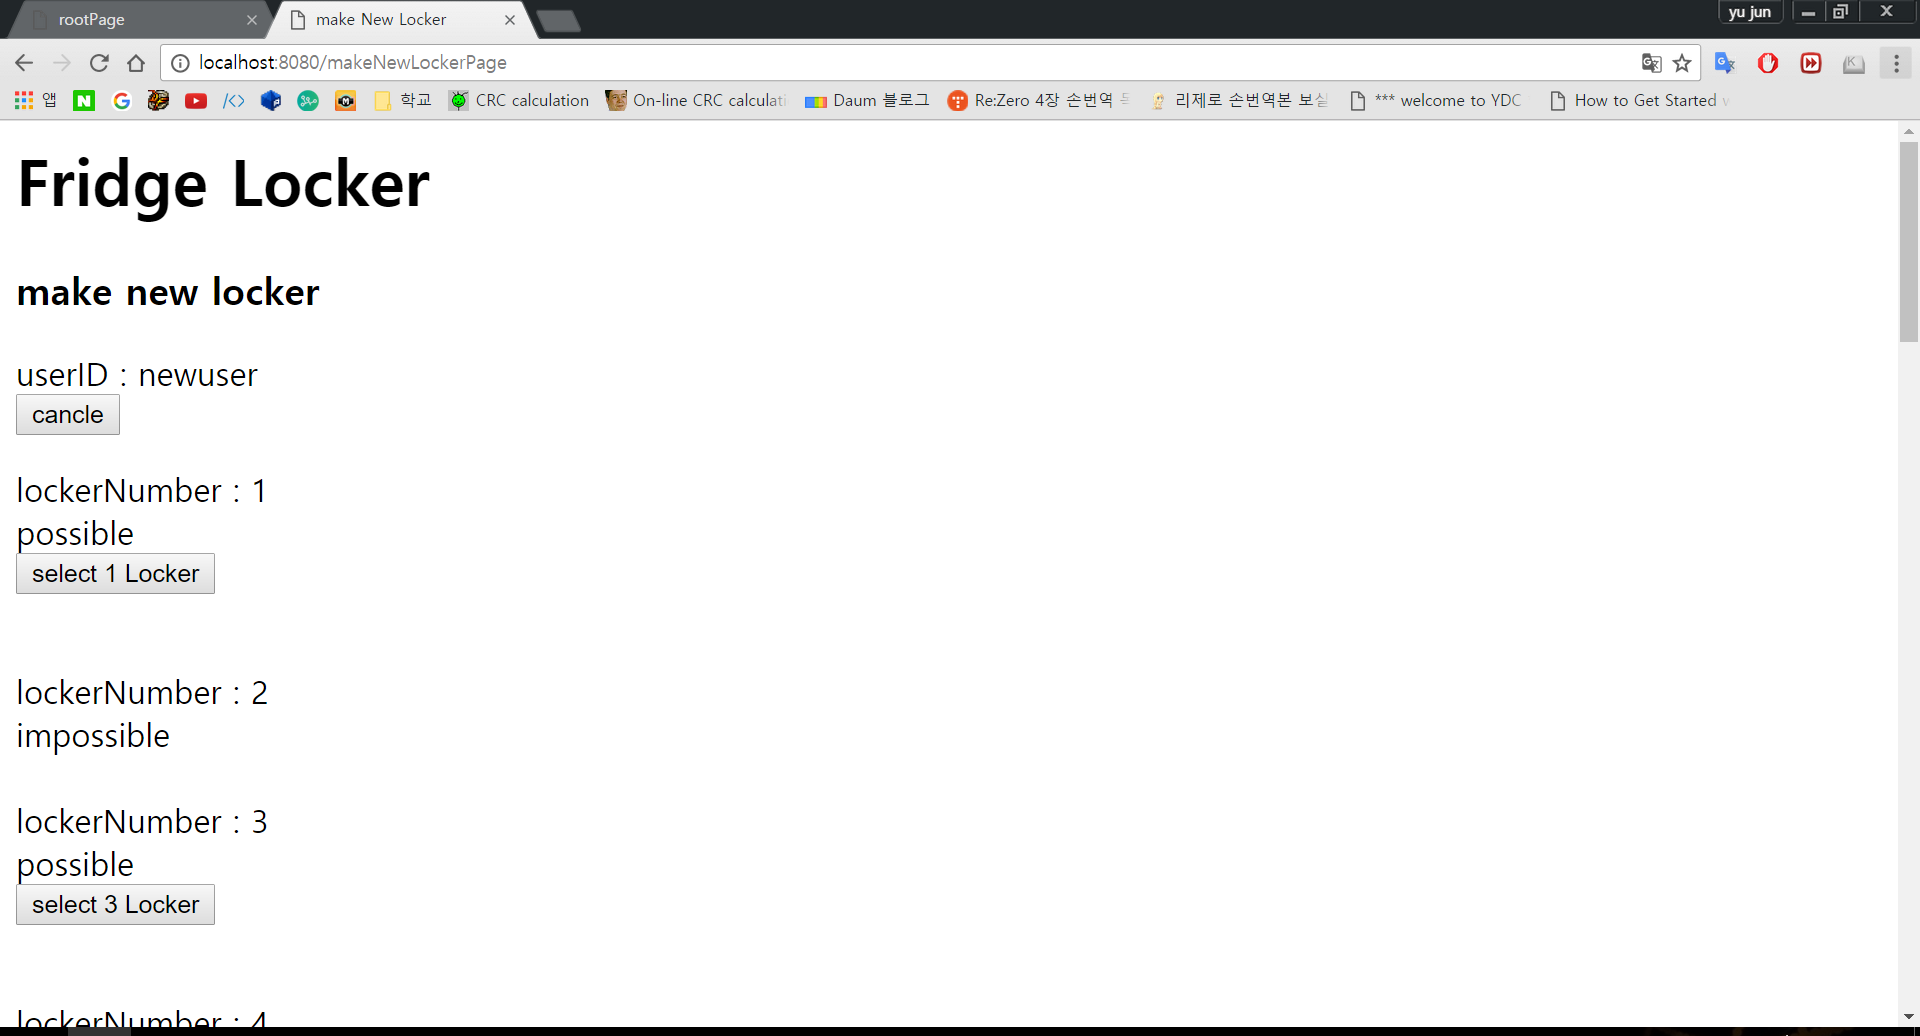 rootPage
make New Locker
yu jun
localhost:8080/makeNewLockerPage
앱
학교
CRC calculation
On-line CRC calculati
Daum 블로그
Re:Zero 4장 손번역
리제로 손번역본 보실
*** welcome to YDC
How to Get Started
Fridge Locker
make new locker
userID : newuser
cancle
lockerNumber : 1
possible
select 1 Locker
lockerNumber : 2
impossible
lockerNumber : 3
possible
select 3 Locker
lockerNumber : 4